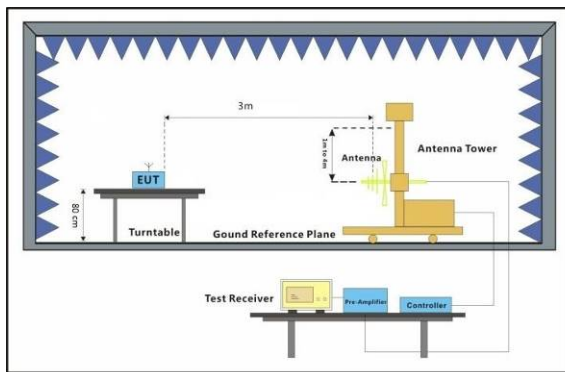 3m
1m to 4m
Antenna
Antenna Tower
EUT
80 cm
Turntable
Gound Reference Plane
Test Receiver
Pre-Amplifier
Controller